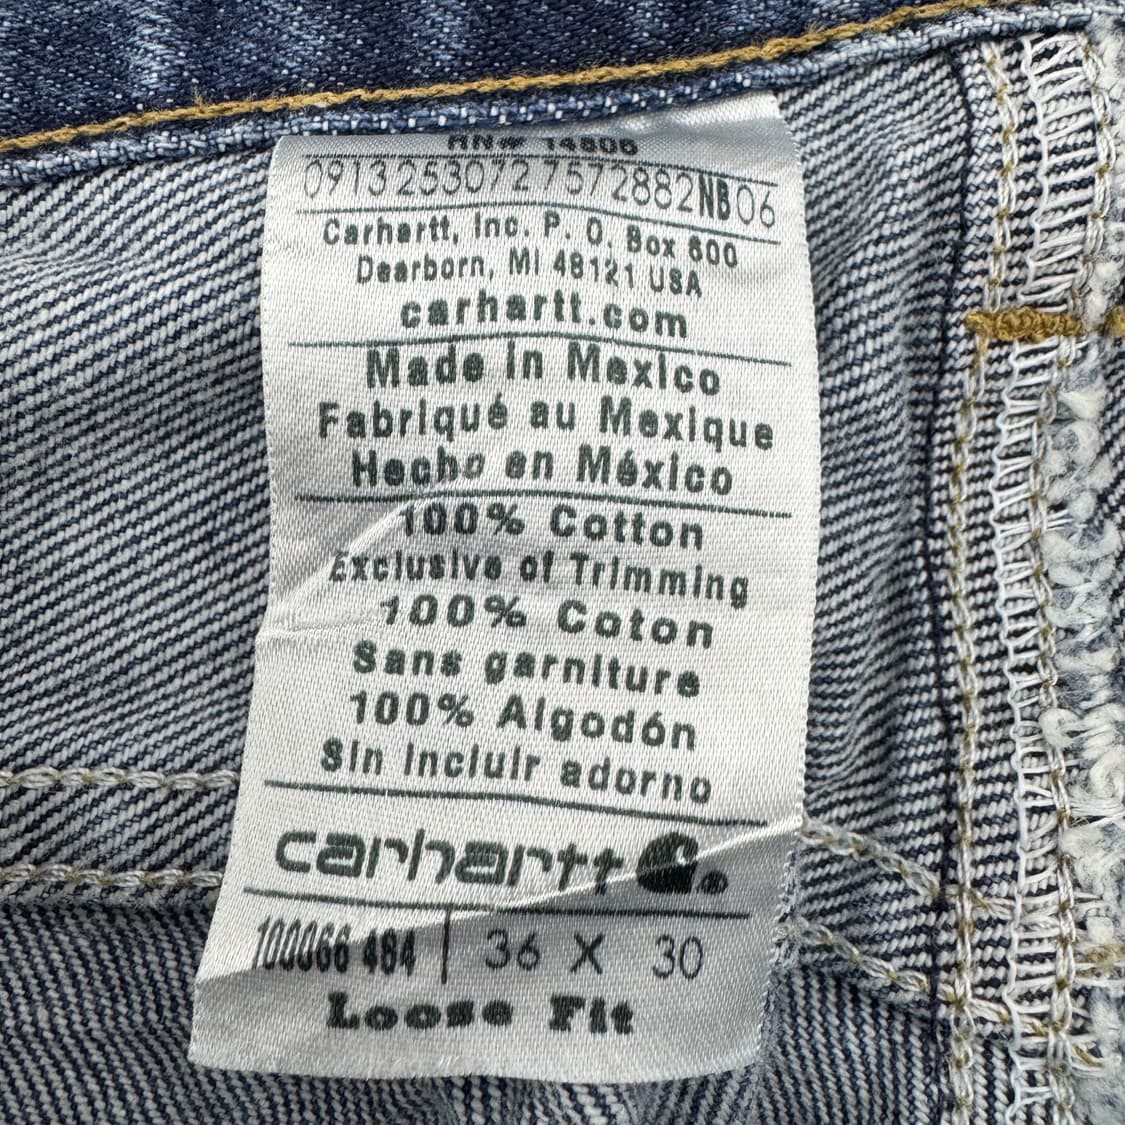 RN# 14806
0913253072 7572882NB06
Carhartt, Inc. P. O. Box 600
Dearborn, MI 48121 USA
carhartt.com
Made in Mexico
Fabriqué au Mexique
Hecho en México
100% Cotton
Exclusive of Trimming
100% Coton
Sans garniture
100% Algodón
Sin incluir adorno
carhartt
100066 484 | 36 X 30
Loose Fit